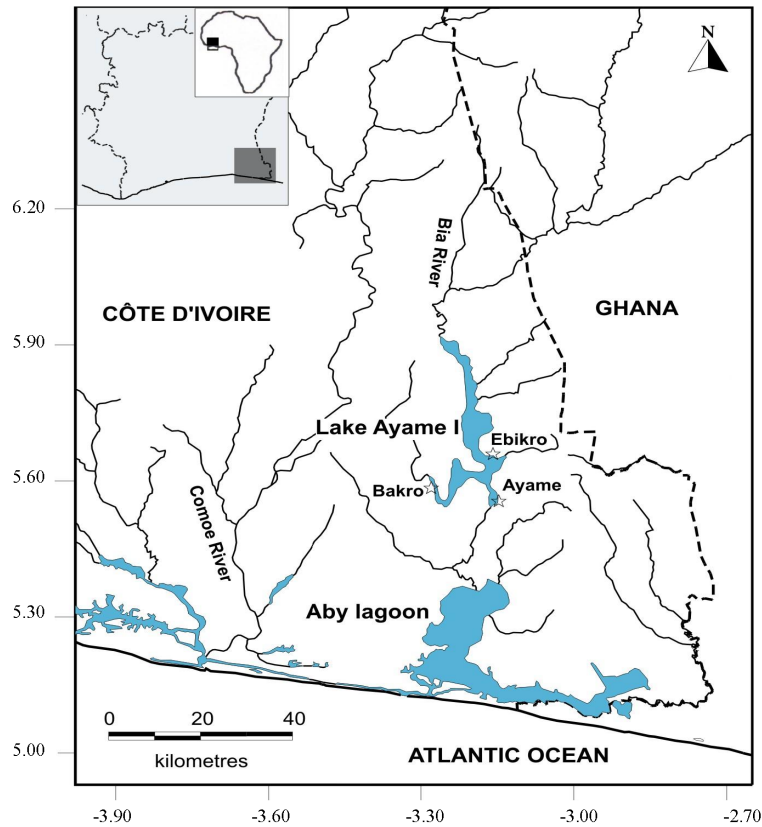 N
6.20
Bia River
CÔTE D'IVOIRE
GHANA
5.90
Lake Ayame I
Ebikro
5.60
Bakro
Ayame
Comoe River
5.30
Aby lagoon
0 20 40
kilometres
5.00
ATLANTIC OCEAN
-3.90 -3.60 -3.30 -3.00 -2.70